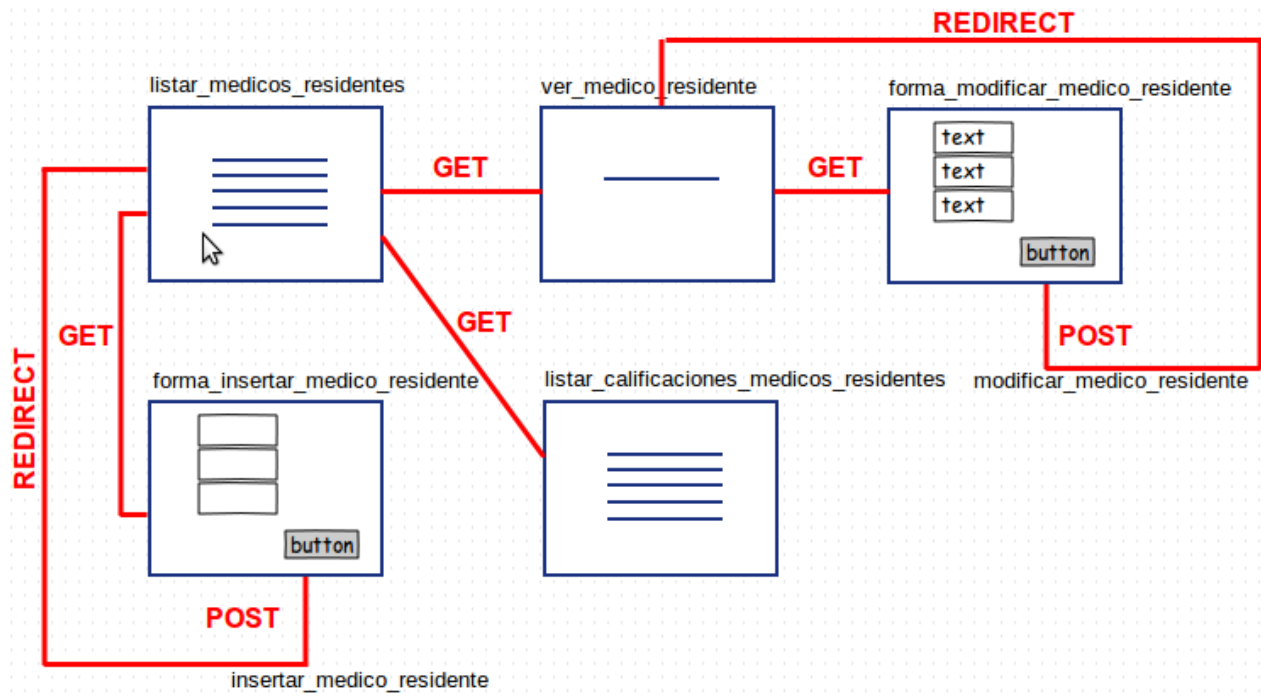 REDIRECT
listar_medicos_residentes
ver_medico_residente
forma_modificar_medico_residente
text
GET
GET
text
text
button
GET
GET
POST
REDIRECT
forma_insertar_medico_residente
listar_calificaciones_medicos_residentes
modificar_medico_residente
button
POST
insertar_medico_residente